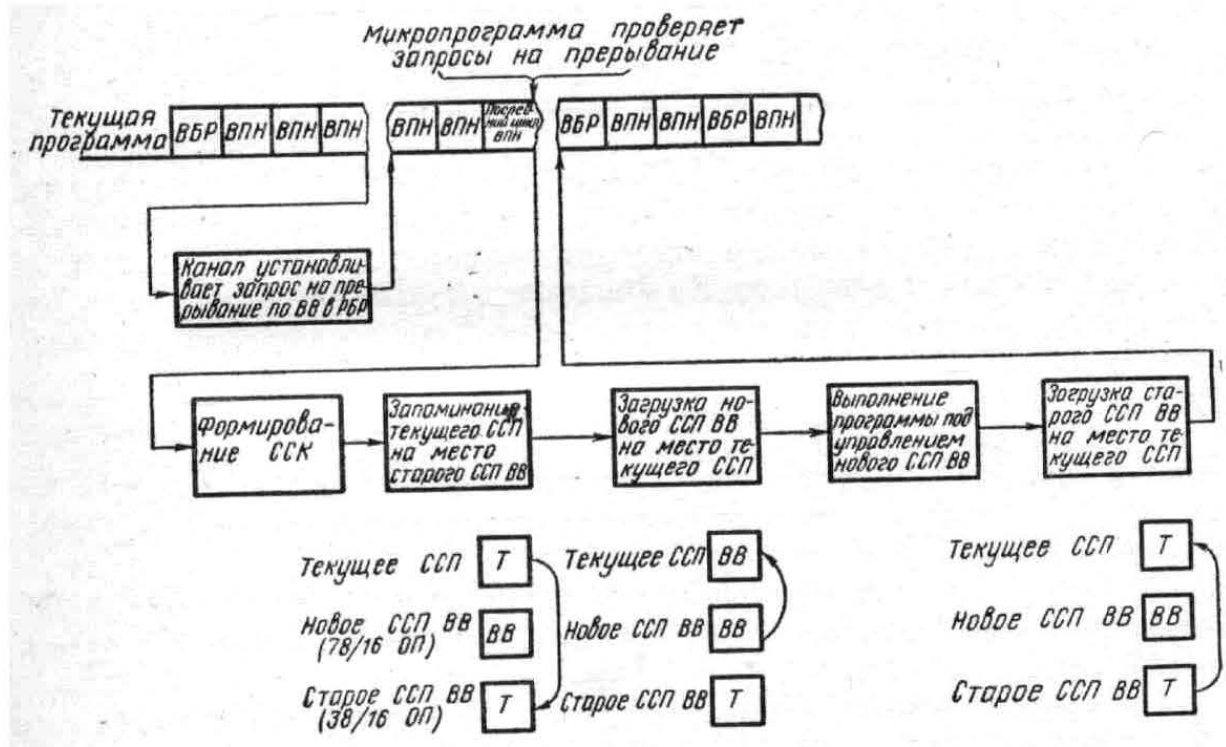 Микропрограмма проверяет
запросы на прерывание
Текущая
программа
ВБР ВПН ВПН ВПН
ВПН ВПН
Послед-
ний цикл
ВПН
ВБР ВПН ВПН ВБР ВПН
Канал установли-
вает запрос на пре-
рывание по ВВ в РБР
Формирова-
ние ССК
Запоминание
текущего ССП
на место
старого ССП ВВ
Загрузка но-
вого ССП ВВ
на место те-
кущего ССП
Выполнение
программы под
управлением
нового ССП ВВ
Загрузка ста-
рого ССП ВВ
на место те-
кущего ССП
Текущее ССП Т
Новое ССП ВВ ВВ
(78/16 ОП)
Старое ССП ВВ Т
(38/16 ОП)
Текущее ССП ВВ
Новое ССП ВВ ВВ
Старое ССП ВВ Т
Текущее ССП Т
Новое ССП ВВ ВВ
Старое ССП ВВ Т